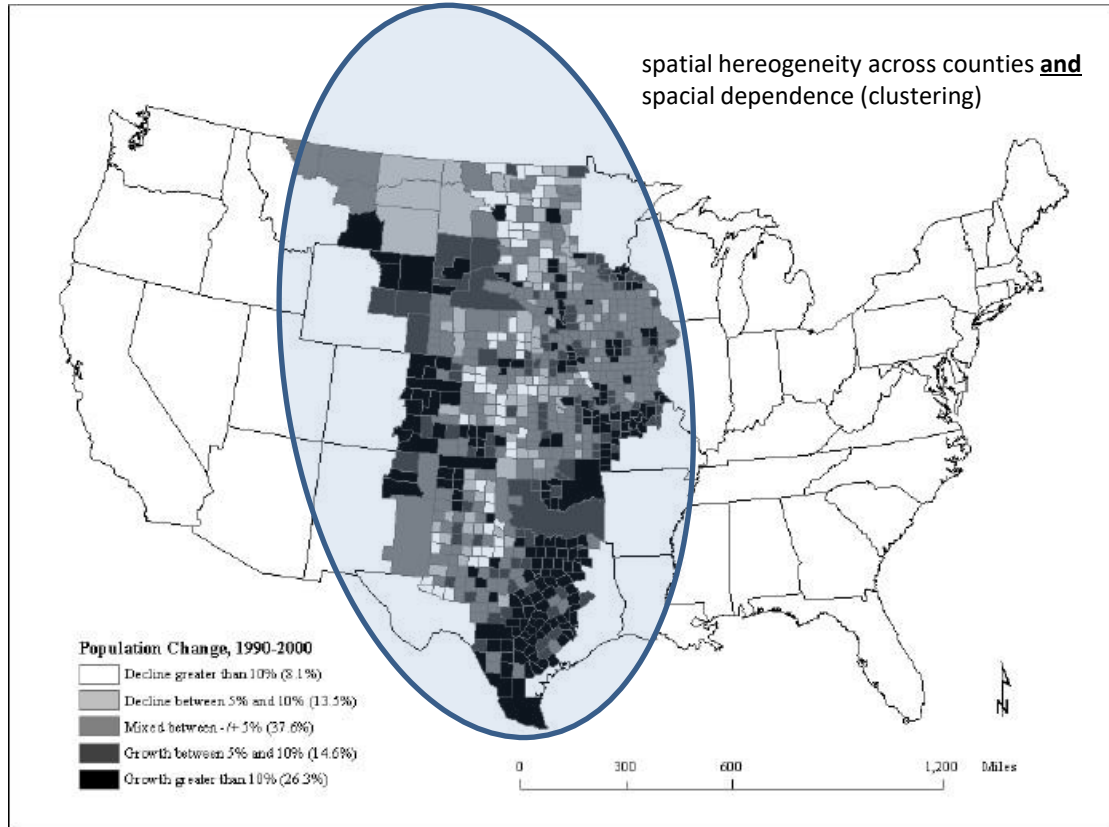 spatial hereogeneity across counties and
spacial dependence (clustering)
Population Change, 1990-2000
Decline greater than 10% (8.1%)
Decline between 5% and 10% (13.5%)
Mixed between -/+ 5% (37.6%)
Growth between 5% and 10% (14.6%)
Growth greater than 10% (26.3%)
N
0 300 600 1,200 Miles